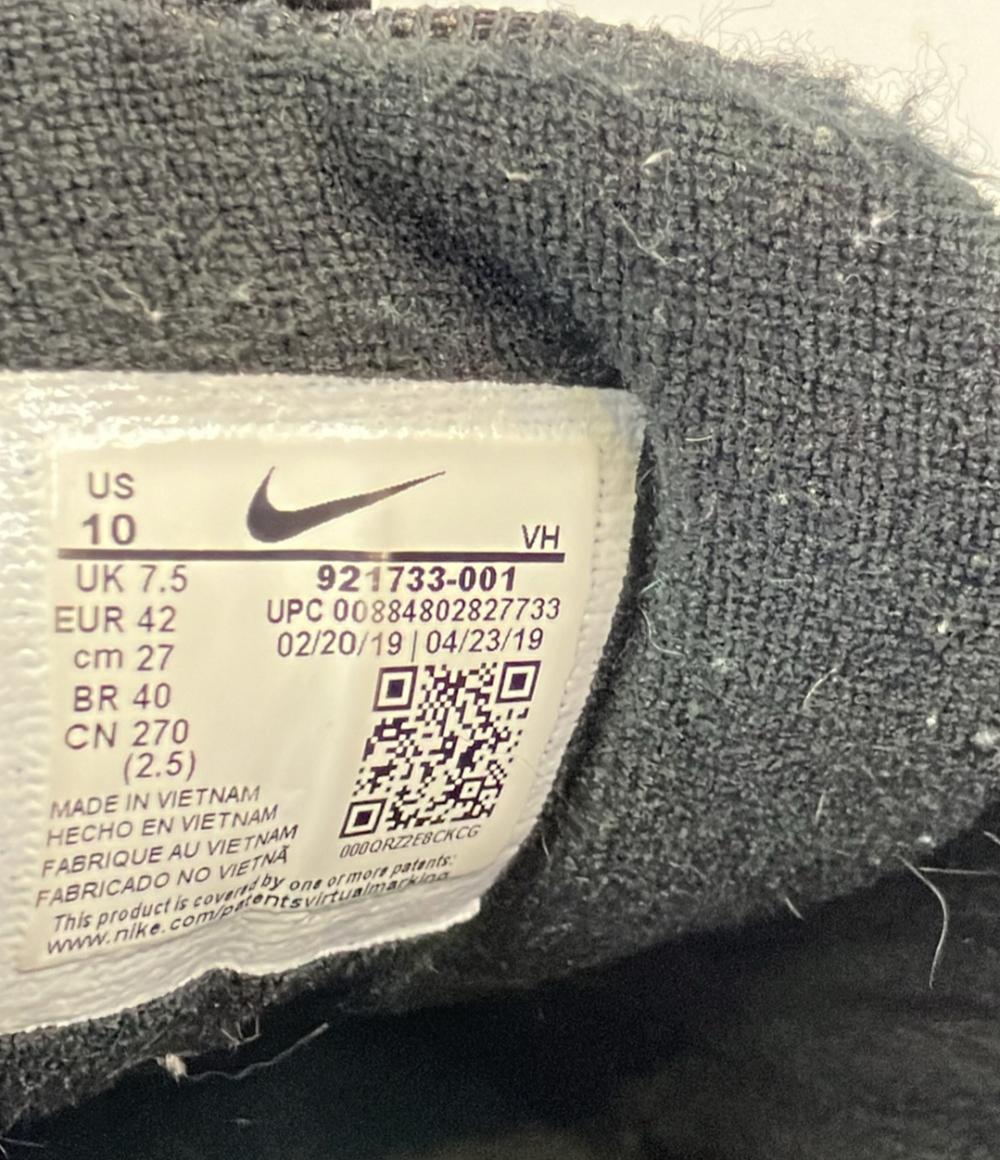 US
10
VH
UK 7.5
EUR 42
cm 27
BR 40
CN 270
(2.5)
921733-001
UPC 00884802827733
02/20/19 | 04/23/19
000QRZ2E8CKCG
MADE IN VIETNAM
HECHO EN VIETNAM
FABRIQUE AU VIETNAM
FABRICADO NO VIETNÃ
This product is covered by one or more patents:
www.nike.com/patentsvirtualmarking